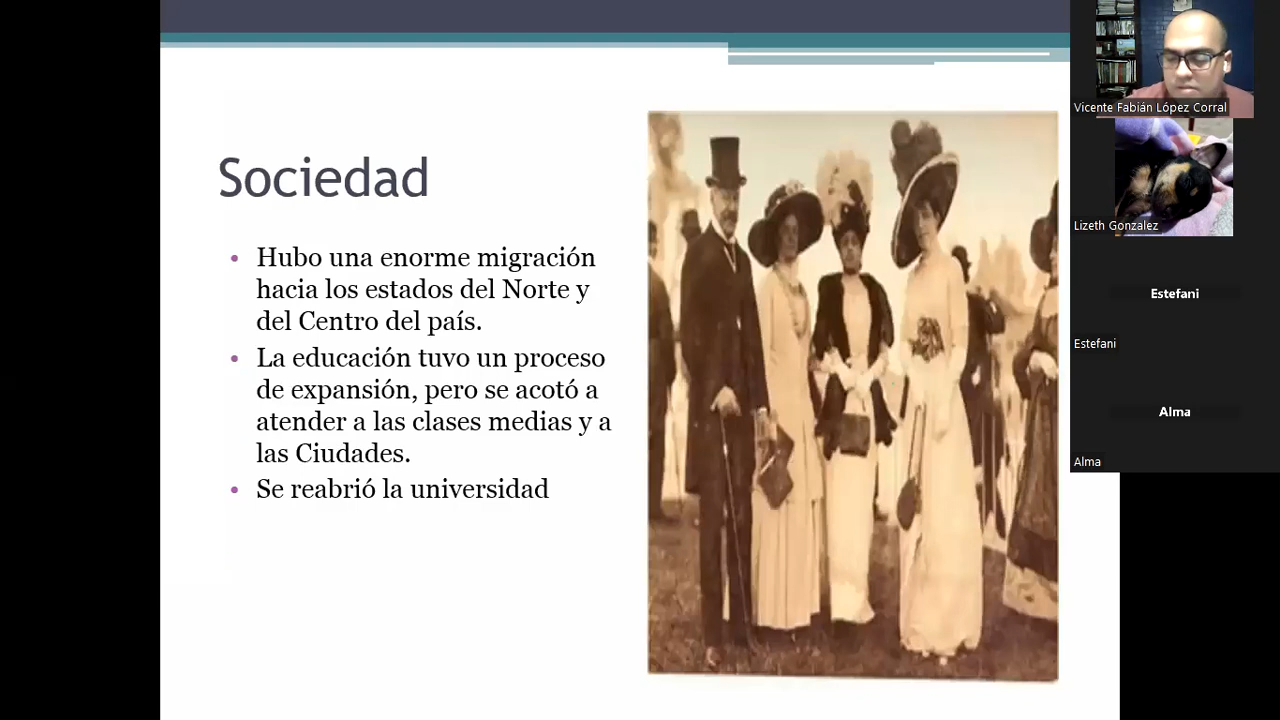 Sociedad
• Hubo una enorme migración
hacia los estados del Norte y
del Centro del país.
• La educación tuvo un proceso
de expansión, pero se acotó a
atender a las clases medias y a
las Ciudades.
• Se reabrió la universidad
Vicente Fabián López Corral
Lizeth Gonzalez
Estefani
Estefani
Alma
Alma